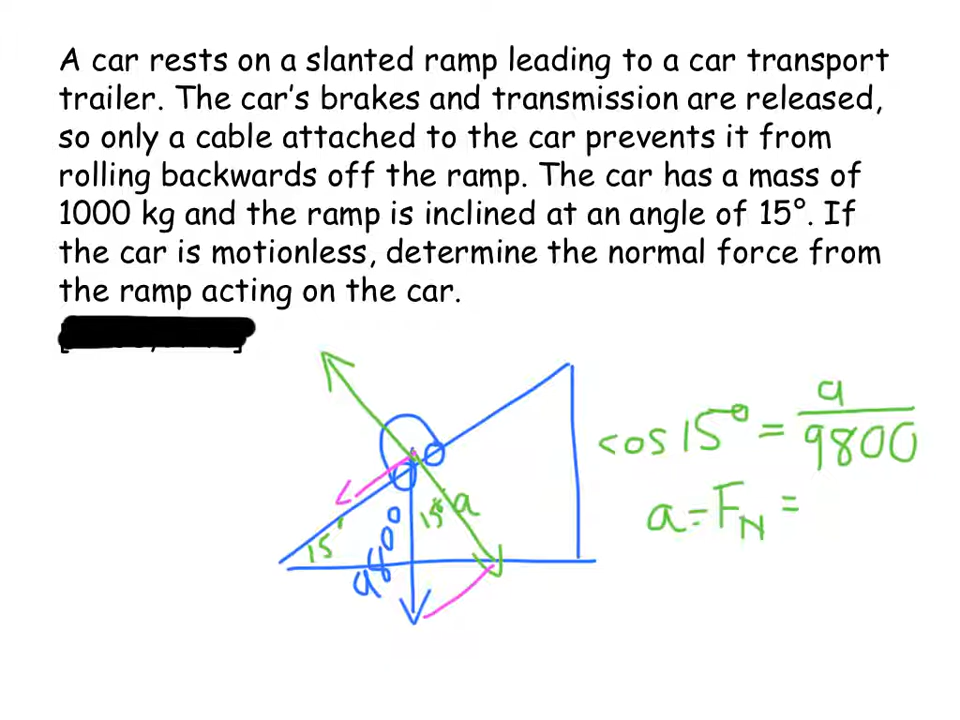 A car rests on a slanted ramp leading to a car transport
trailer. The car's brakes and transmission are released,
so only a cable attached to the car prevents it from
rolling backwards off the ramp. The car has a mass of
1000 kg and the ramp is inclined at an angle of 15°. If
the car is motionless, determine the normal force from
the ramp acting on the car.
cos 15° = a/9800
a = F_N =
15°
9800
15°
a